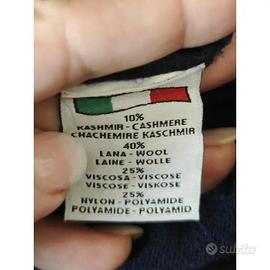 10%
KASHMIR - CASHMERE
CHACHEMIRE KASCHMIR
40%
LANA - WOOL
LAINE - WOLLE
25%
VISCOSA - VISCOSE
VISCOSE - VISKOSE
25%
NYLON - POLYAMIDE
POLYAMIDE - POLYAMID
subito